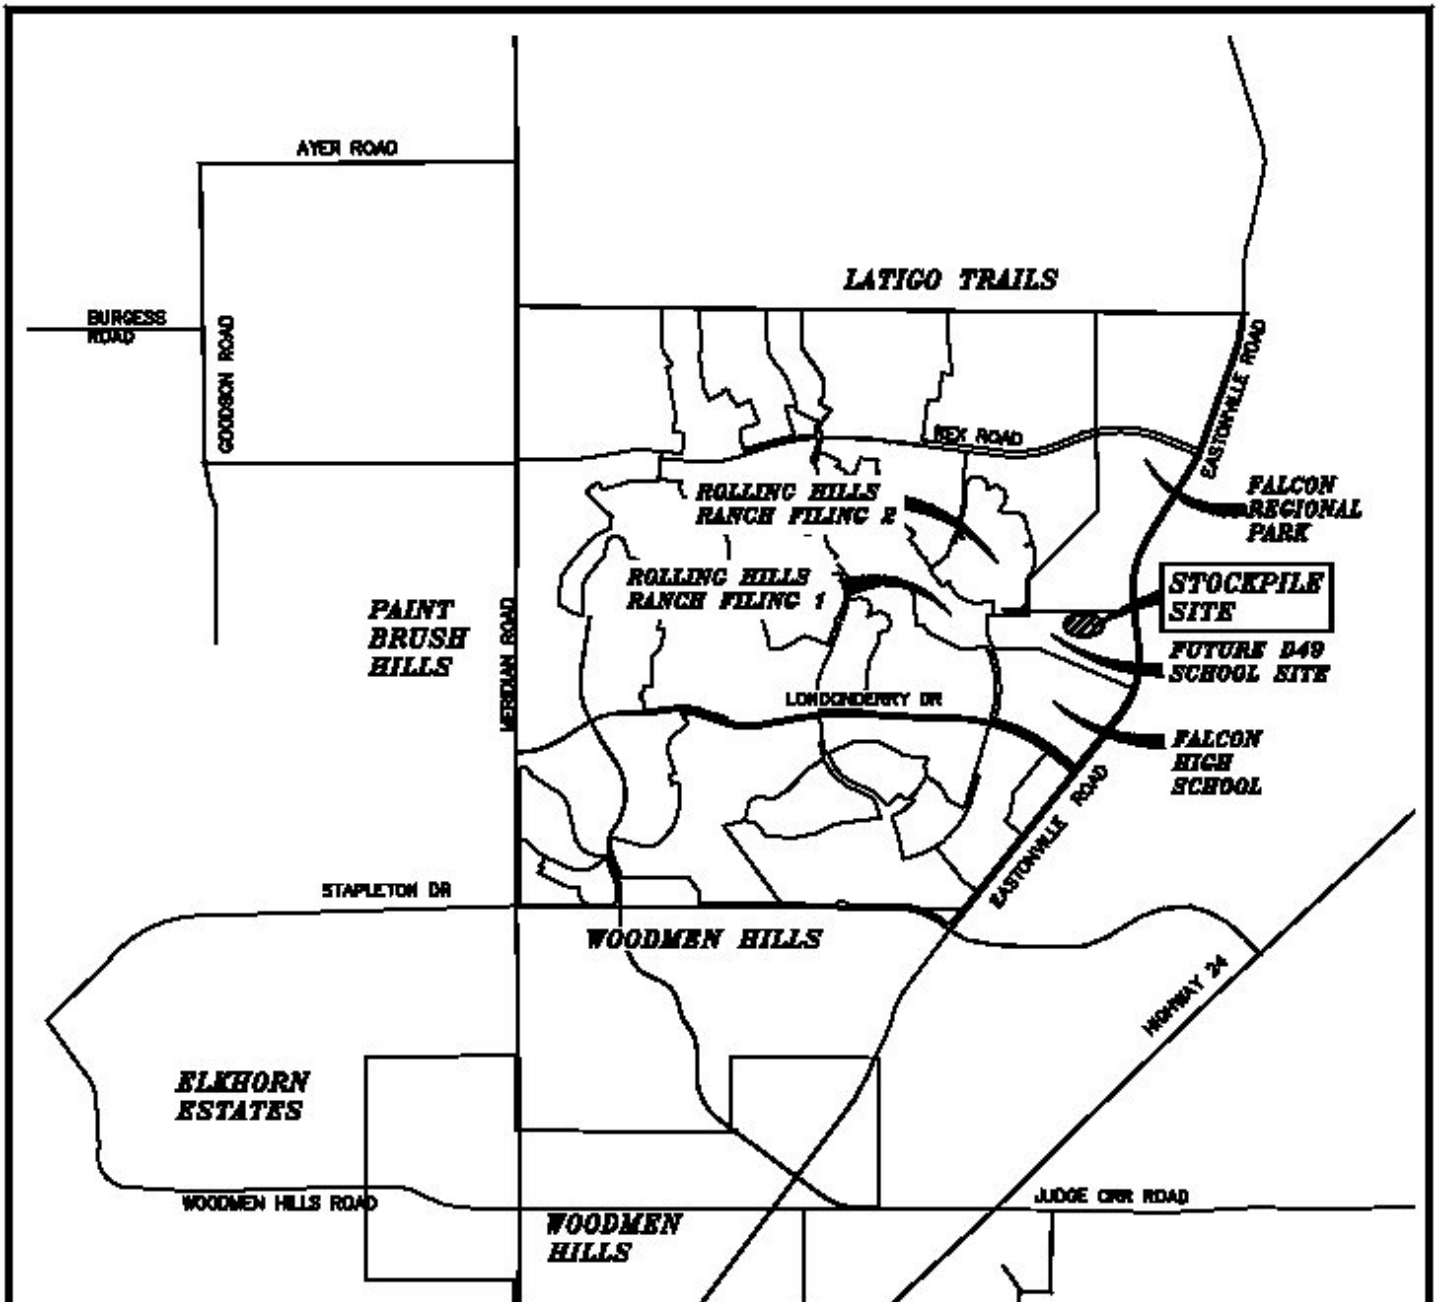 AYER ROAD
LATIGO TRAILS
BURGESS
ROAD
GOODSON ROAD
EASTONVILLE ROAD
REX ROAD
ROLLING HILLS
RANCH FILING 2
FALCON
REGIONAL
PARK
ROLLING HILLS
RANCH FILING 1
STOCKPILE
SITE
PAINT
BRUSH
HILLS
MERIDIAN ROAD
FUTURE D49
SCHOOL SITE
LONDONDERRY DR
FALCON
HIGH
SCHOOL
EASTONVILLE ROAD
STAPLETON DR
WOODMEN HILLS
HIGHWAY 24
ELKHORN
ESTATES
WOODMEN HILLS ROAD
JUDGE ORR ROAD
WOODMEN
HILLS